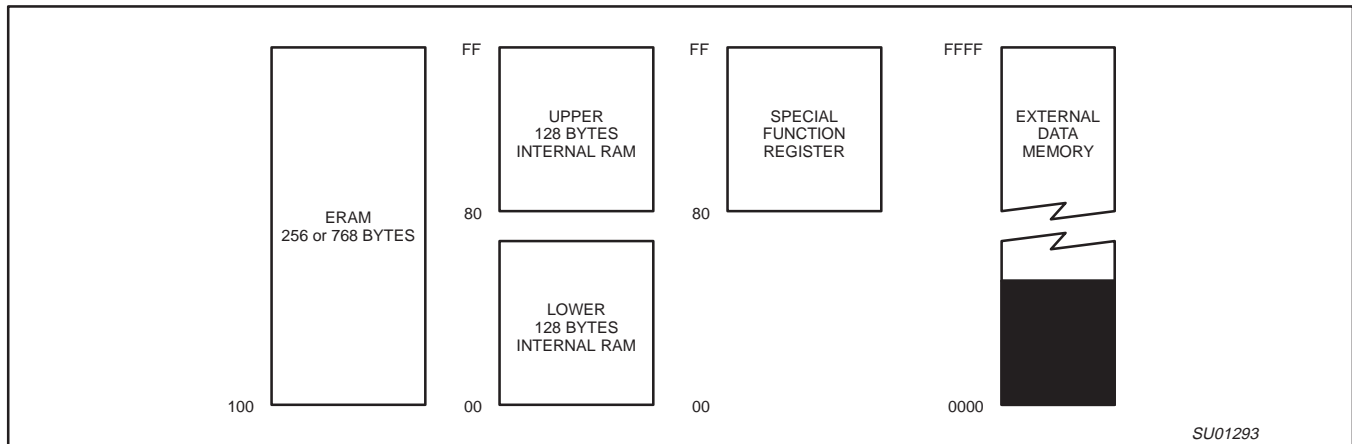 FF
FF
FFFF
UPPER
128 BYTES
INTERNAL RAM
SPECIAL
FUNCTION
REGISTER
EXTERNAL
DATA
MEMORY
ERAM
256 or 768 BYTES
80
80
LOWER
128 BYTES
INTERNAL RAM
100
00
00
0000
SU01293